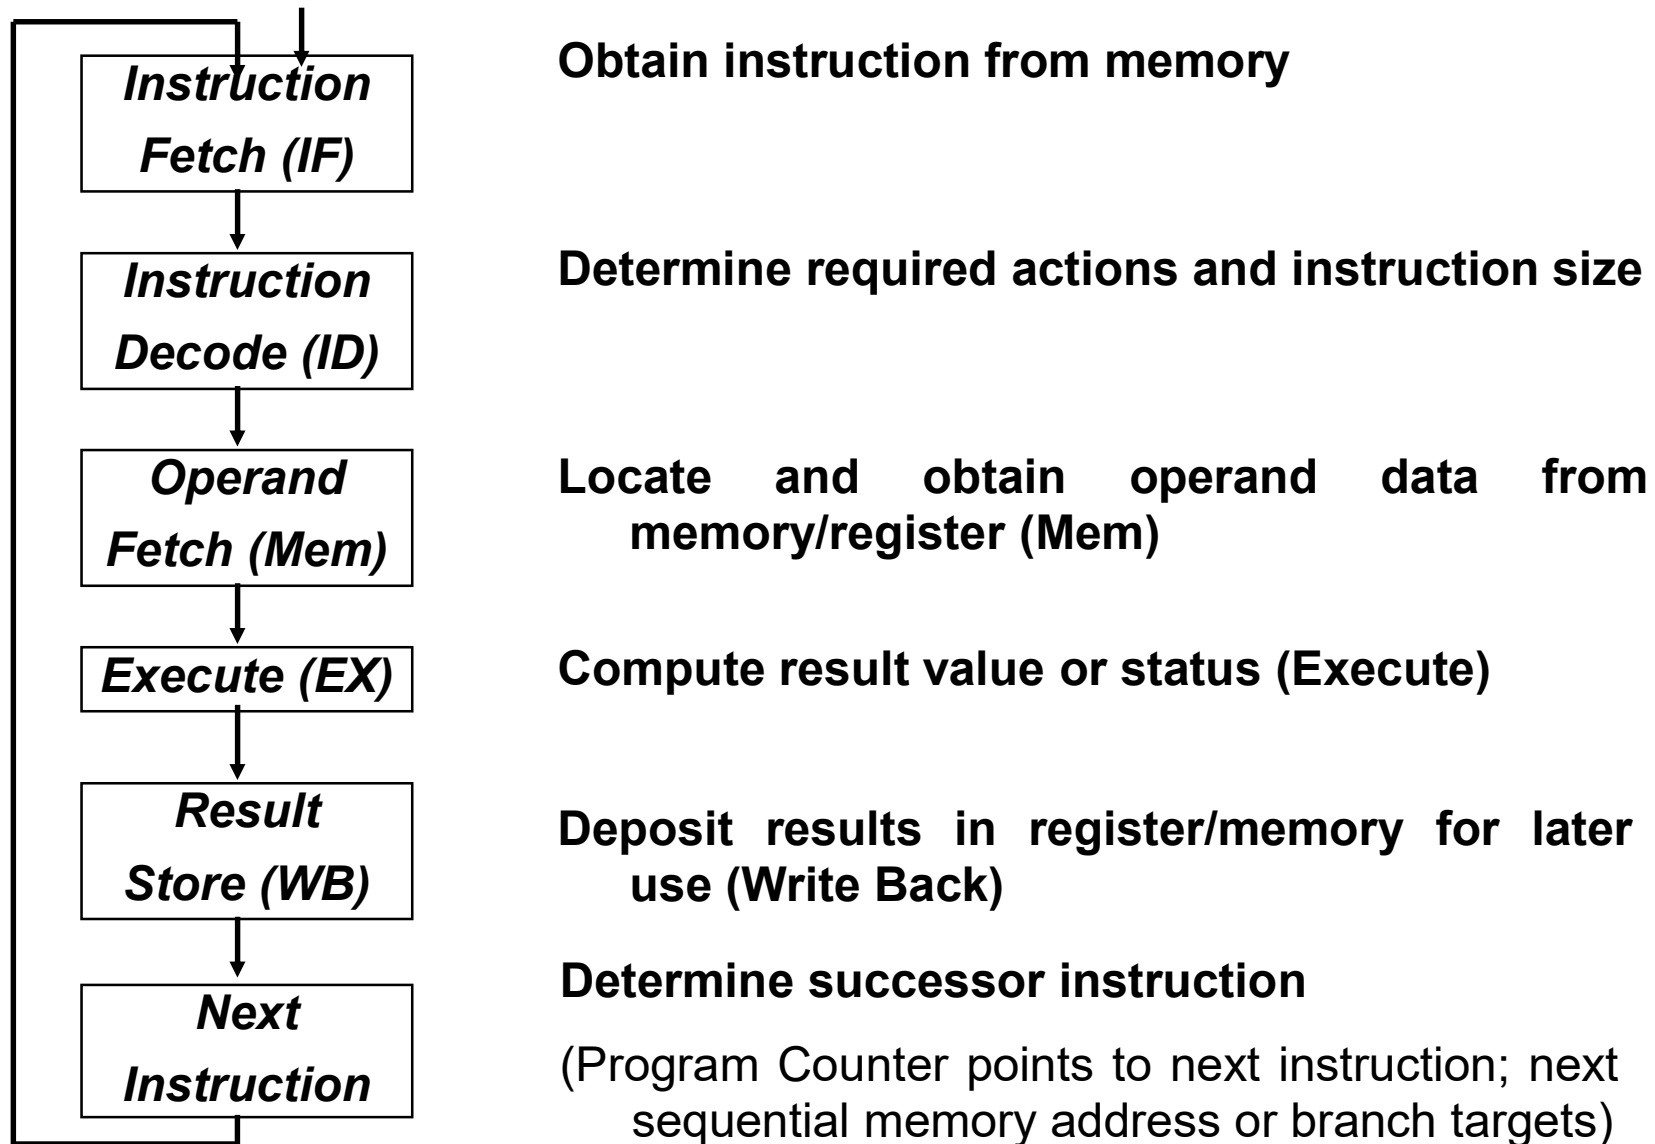 Instruction
Fetch (IF)
Obtain instruction from memory
Instruction
Decode (ID)
Determine required actions and instruction size
Operand
Fetch (Mem)
Locate and obtain operand data from
memory/register (Mem)
Execute (EX)
Compute result value or status (Execute)
Result
Store (WB)
Deposit results in register/memory for later
use (Write Back)
Next
Instruction
Determine successor instruction
(Program Counter points to next instruction; next
sequential memory address or branch targets)